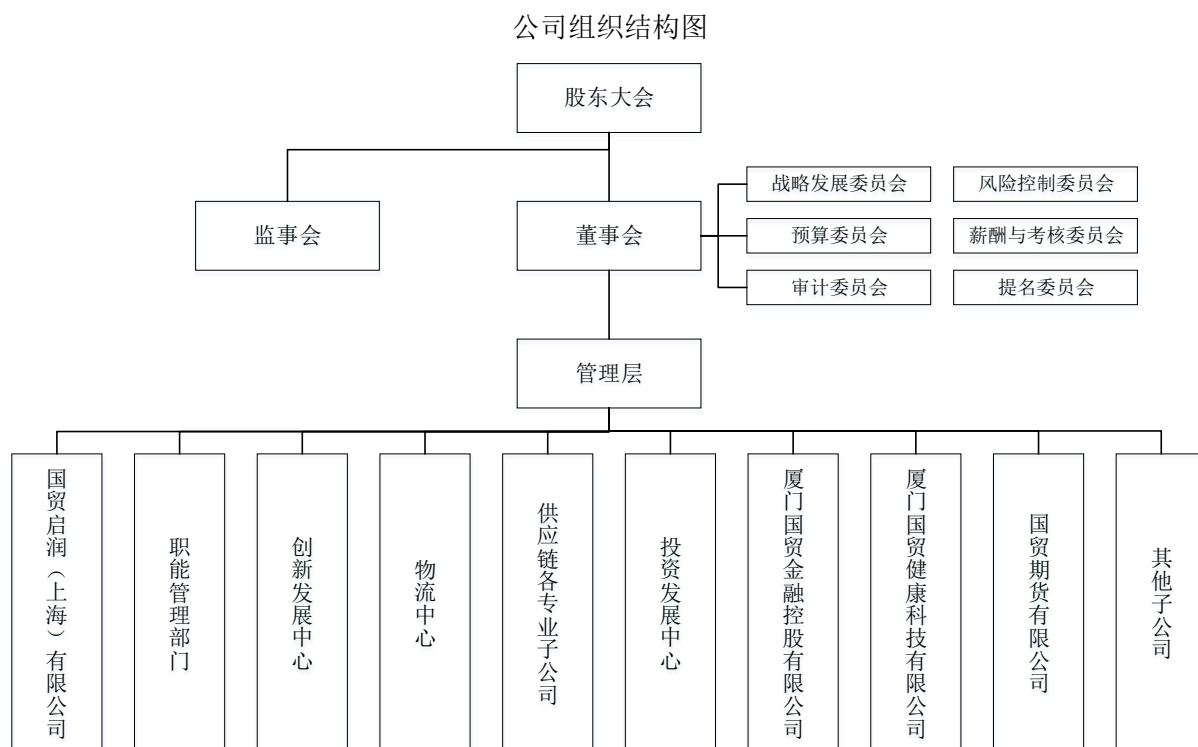 公司组织结构图
股东大会
战略发展委员会
风险控制委员会
监事会
董事会
预算委员会
薪酬与考核委员会
审计委员会
提名委员会
管理层
国贸启润（上海）有限公司
职能管理部门
创新发展中心
物流中心
供应链各专业子公司
投资发展中心
厦门国贸金融控股有限公司
厦门国贸健康科技有限公司
国贸期货有限公司
其他子公司